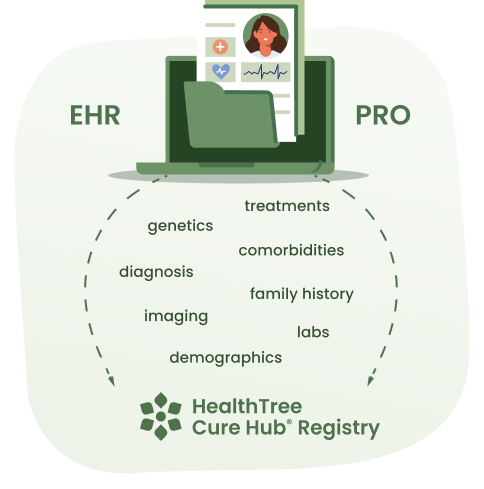 EHR
PRO
treatments
genetics
comorbidities
diagnosis
family history
imaging
labs
demographics
HealthTree
Cure Hub® Registry